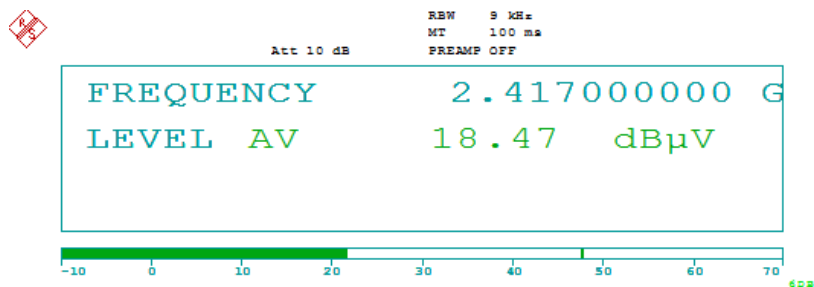 R S
RBW 9 kHz
MT 100 ms
Att 10 dB PREAMP OFF
FREQUENCY 2.417000000 G
LEVEL AV 18.47 dBµV
-10 0 10 20 30 40 50 60 70
6DB